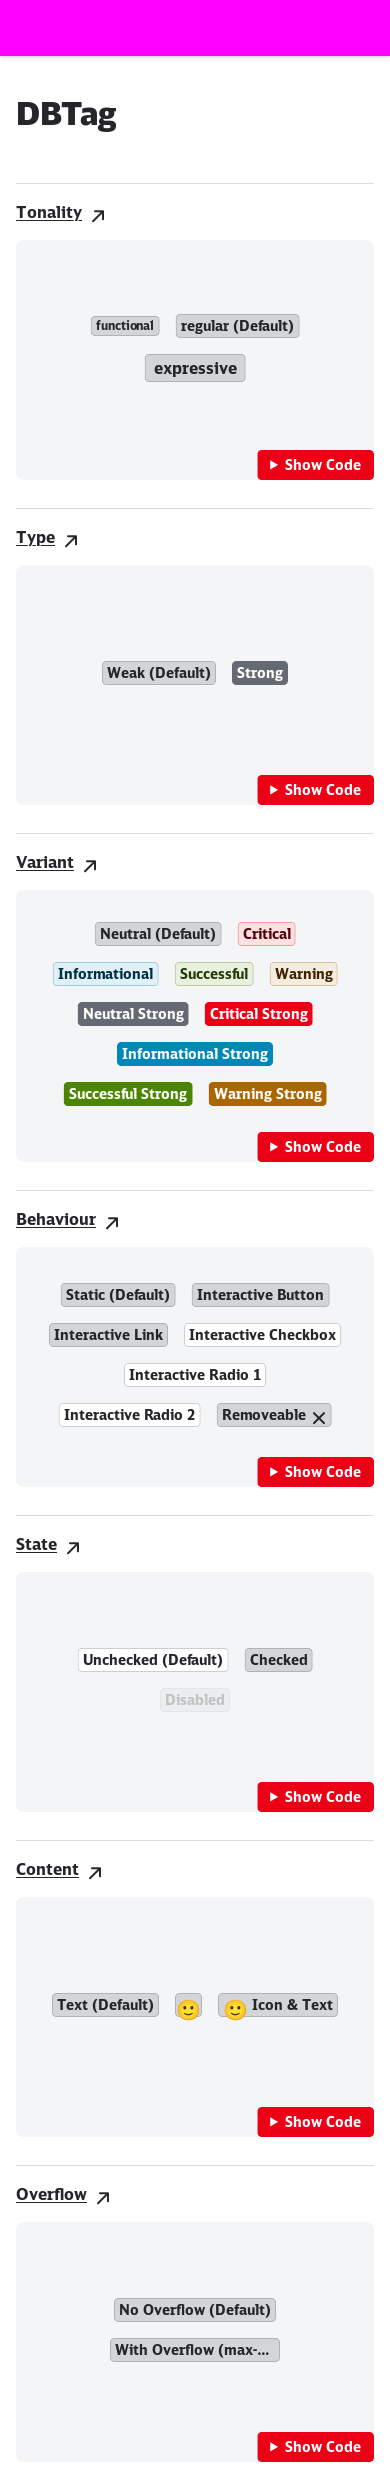 DBTag
Tonality
functional regular (Default)
expressive
Show Code
Type
Weak (Default) Strong
Show Code
Variant
Neutral (Default) Critical
Informational Successful Warning
Neutral Strong Critical Strong
Informational Strong
Successful Strong Warning Strong
Show Code
Behaviour
Static (Default) Interactive Button
Interactive Link Interactive Checkbox
Interactive Radio 1
Interactive Radio 2 Removeable
Show Code
State
Unchecked (Default) Checked
Disabled
Show Code
Content
Text (Default) 🙂 🙂 Icon & Text
Show Code
Overflow
No Overflow (Default)
With Overflow (max-...
Show Code